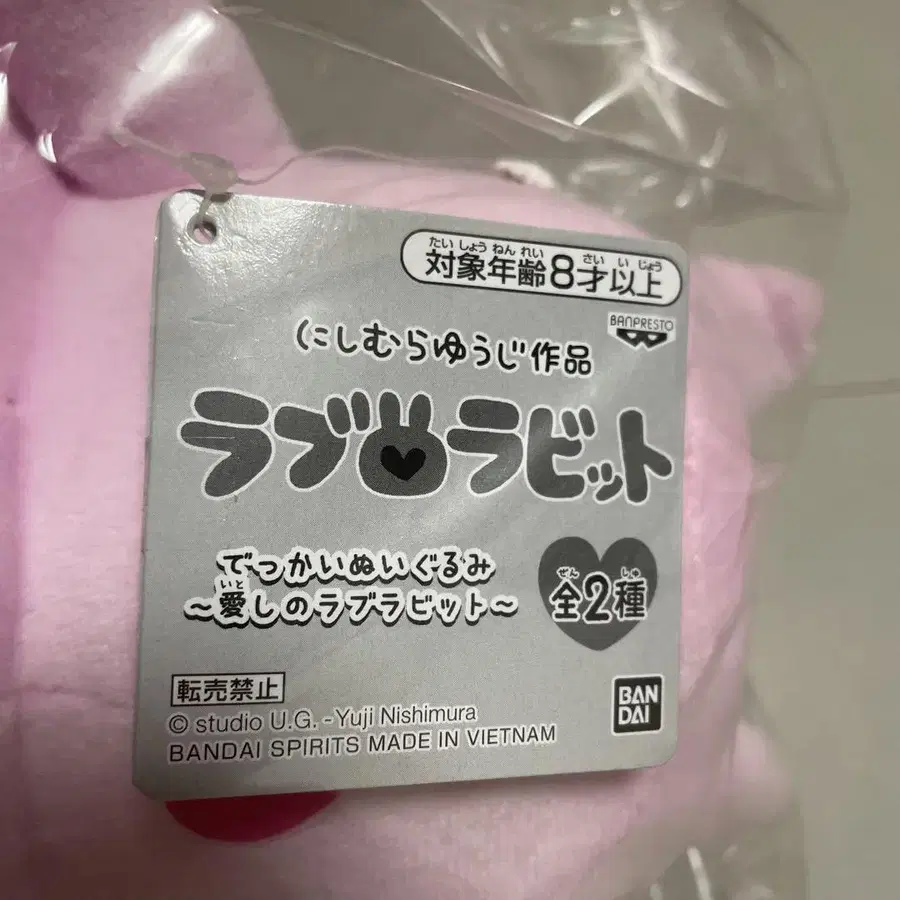 たいしょうねんれい さいいじょう
対象年齢8才以上
BANPRESTO
にしむらゆうじ作品
ラブラビット
でっかいぬいぐるみ
いと
～愛しのラブラビット～
ぜん しゅ
全2種
転売禁止
© studio U.G. - Yuji Nishimura
BANDAI SPIRITS MADE IN VIETNAM
BAN
DAI